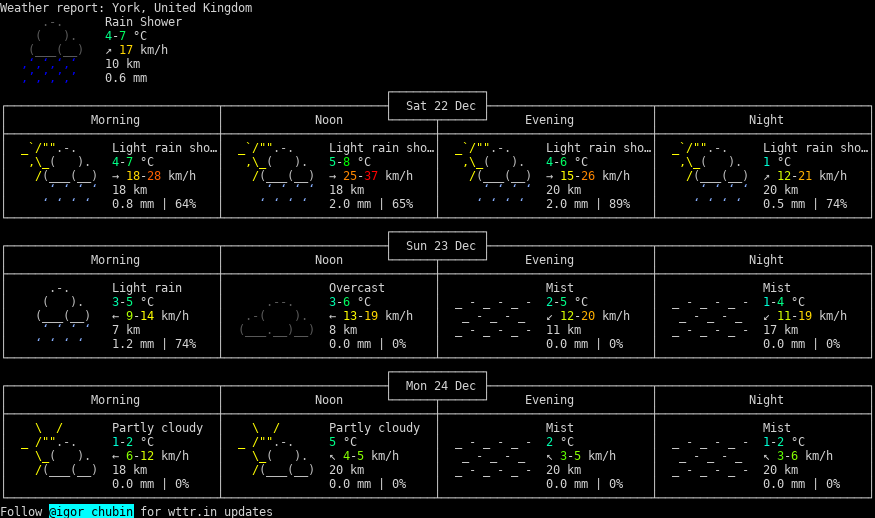 Weather report: York, United Kingdom
Rain Shower
4-7 °C
↗ 17 km/h
10 km
0.6 mm
Sat 22 Dec
Morning Noon Evening Night
Light rain sho… Light rain sho… Light rain sho… Light rain sho…
4-7 °C 5-8 °C 4-6 °C 1 °C
→ 18-28 km/h → 25-37 km/h → 15-26 km/h ↗ 12-21 km/h
18 km 18 km 20 km 20 km
0.8 mm | 64% 2.0 mm | 65% 2.0 mm | 89% 0.5 mm | 74%
Sun 23 Dec
Morning Noon Evening Night
Light rain Overcast Mist Mist
3-5 °C 3-6 °C 2-5 °C 1-4 °C
← 9-14 km/h ← 13-19 km/h ↙ 12-20 km/h ↙ 11-19 km/h
7 km 8 km 11 km 17 km
1.2 mm | 74% 0.0 mm | 0% 0.0 mm | 0% 0.0 mm | 0%
Mon 24 Dec
Morning Noon Evening Night
Partly cloudy Partly cloudy Mist Mist
1-2 °C 5 °C 2 °C 1-2 °C
← 6-12 km/h ↖ 4-5 km/h ↖ 3-5 km/h ↖ 3-6 km/h
18 km 20 km 20 km 20 km
0.0 mm | 0% 0.0 mm | 0% 0.0 mm | 0% 0.0 mm | 0%
Follow @igor_chubin for wttr.in updates